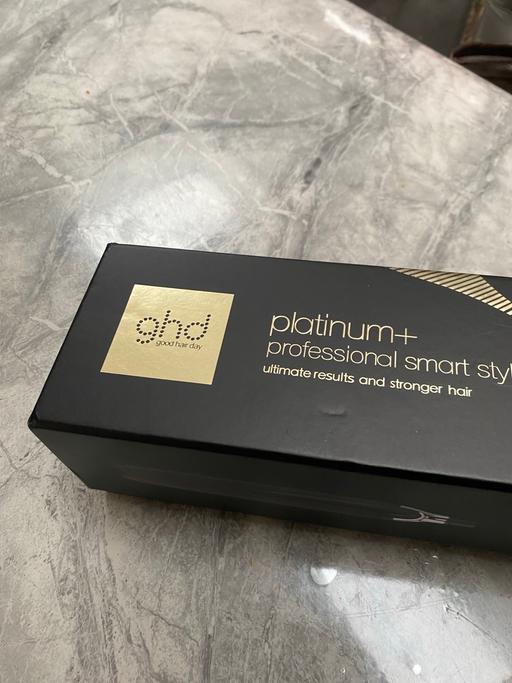 ghd
good hair day
platinum+
professional smart styl
ultimate results and stronger hair